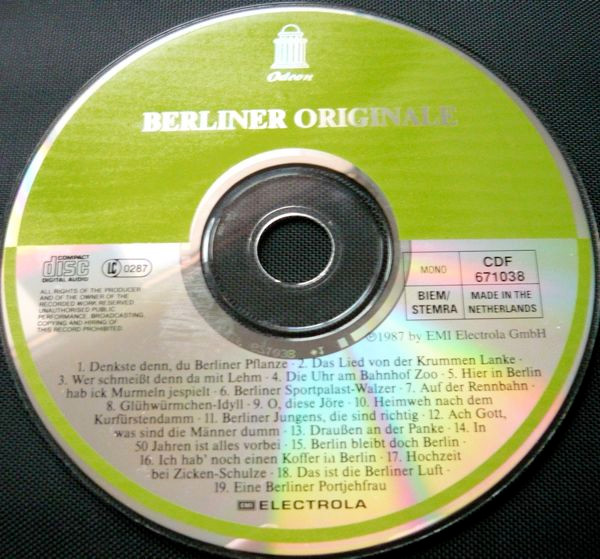 Odeon
BERLINER ORIGINALE
COMPACT
disc
DIGITAL AUDIO
LC 0287
ALL RIGHTS OF THE PRODUCER
AND OF THE OWNER OF THE
RECORDED WORK RESERVED
UNAUTHORISED PUBLIC
PERFORMANCE, BROADCASTING,
COPYING AND HIRING OF
THIS RECORD PROHIBITED.
MONO
CDF
671038
BIEM/
STEMRA
MADE IN THE
NETHERLANDS
Ⓟ1987 by EMI Electrola GmbH
1. Denkste denn, du Berliner Pflanze · 2. Das Lied von der Krummen Lanke ·
3. Wer schmeißt denn da mit Lehm · 4. Die Uhr am Bahnhof Zoo · 5. Hier in Berlin
hab ick Murmeln jespielt · 6. Berliner Sportpalast-Walzer · 7. Auf der Rennbahn ·
8. Glühwürmchen-Idyll · 9. O, diese Jöre · 10. Heimweh nach dem
Kurfürstendamm · 11. Berliner Jungens, die sind richtig · 12. Ach Gott,
was sind die Männer dumm · 13. Draußen an der Panke · 14. In
50 Jahren ist alles vorbei · 15. Berlin bleibt doch Berlin ·
16. Ich hab' noch einen Koffer in Berlin · 17. Hochzeit
bei Zicken-Schulze · 18. Das ist die Berliner Luft ·
19. Eine Berliner Portjehfrau
EMI ELECTROLA